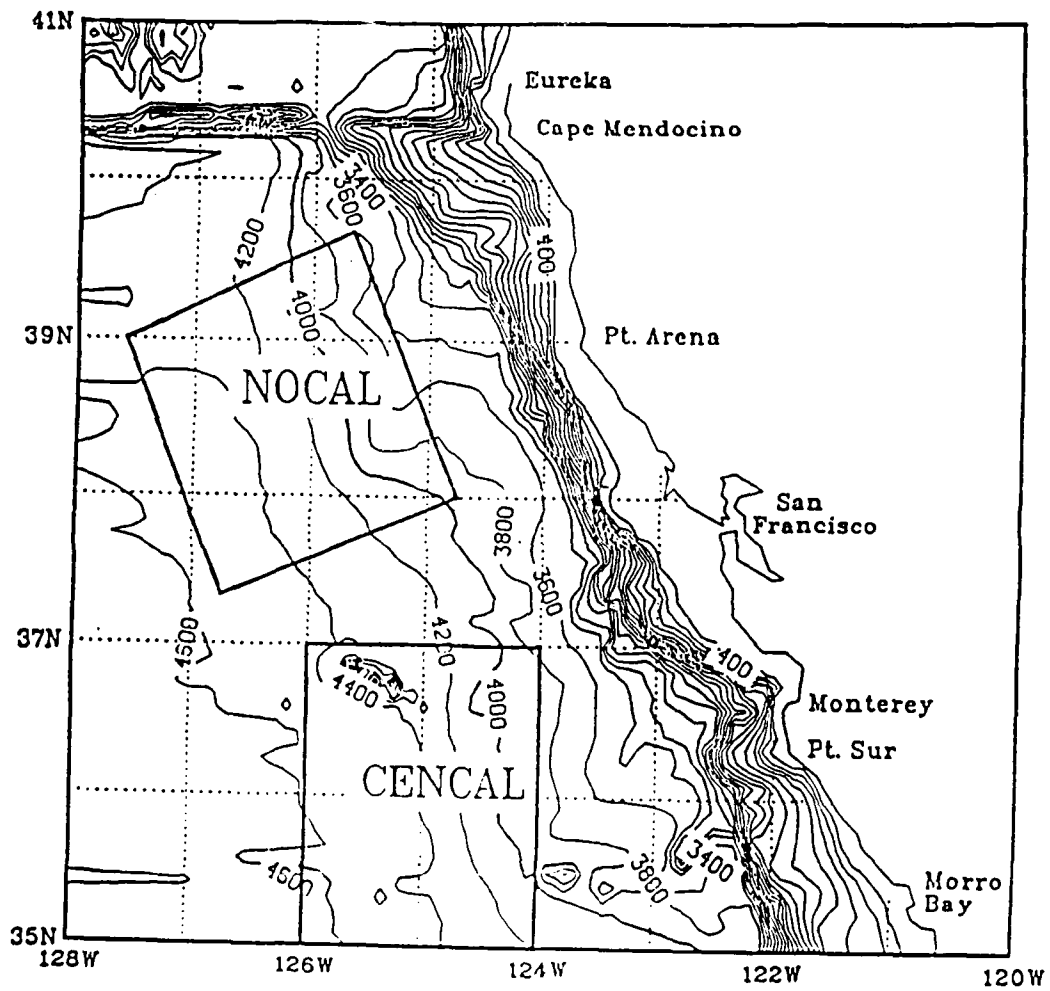 41N
Eureka
Cape Mendocino
3400
3600
4200
400
4000
39N
Pt. Arena
NOCAL
3800
San
Francisco
3600
37N
4600
4200
400
4400
4000
Monterey
Pt. Sur
CENCAL
4600
3800
3400
Morro
Bay
35N
128W
126W
124W
122W
120W